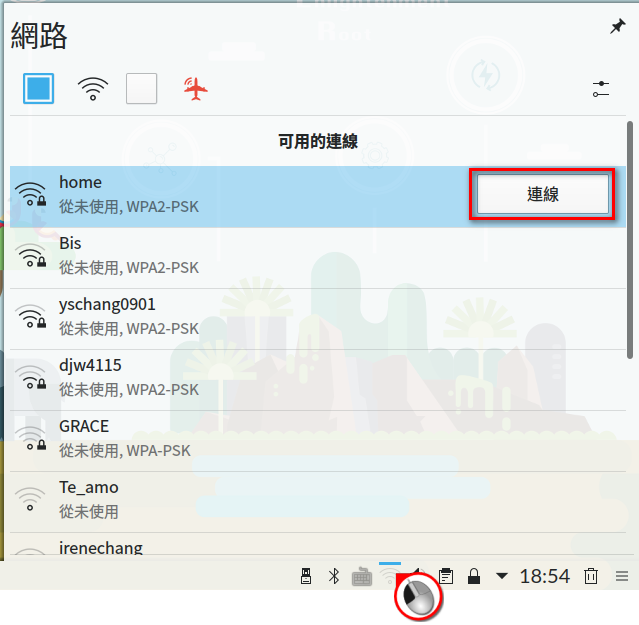 網路
可用的連線
home
從未使用, WPA2-PSK
連線
Bis
從未使用, WPA2-PSK
yschang0901
從未使用, WPA2-PSK
djw4115
從未使用, WPA2-PSK
GRACE
從未使用, WPA-PSK
Te_amo
從未使用
irenechang
18:54